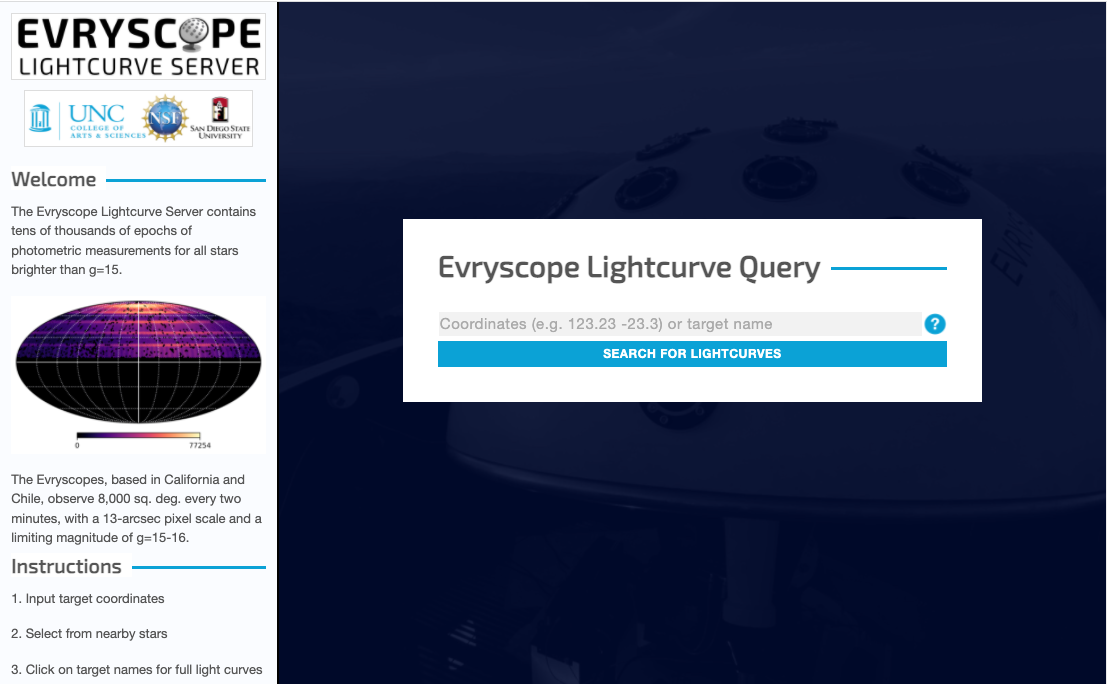 EVRYSCOPE
LIGHTCURVE SERVER
UNC
COLLEGE OF
ARTS & SCIENCES
NSF
SAN DIEGO STATE
UNIVERSITY
Welcome
The Evryscope Lightcurve Server contains
tens of thousands of epochs of
photometric measurements for all stars
brighter than g=15.
0
77254
The Evryscopes, based in California and
Chile, observe 8,000 sq. deg. every two
minutes, with a 13-arcsec pixel scale and a
limiting magnitude of g=15-16.
Instructions
1. Input target coordinates
2. Select from nearby stars
3. Click on target names for full light curves
Evryscope Lightcurve Query
Coordinates (e.g. 123.23 -23.3) or target name
?
SEARCH FOR LIGHTCURVES